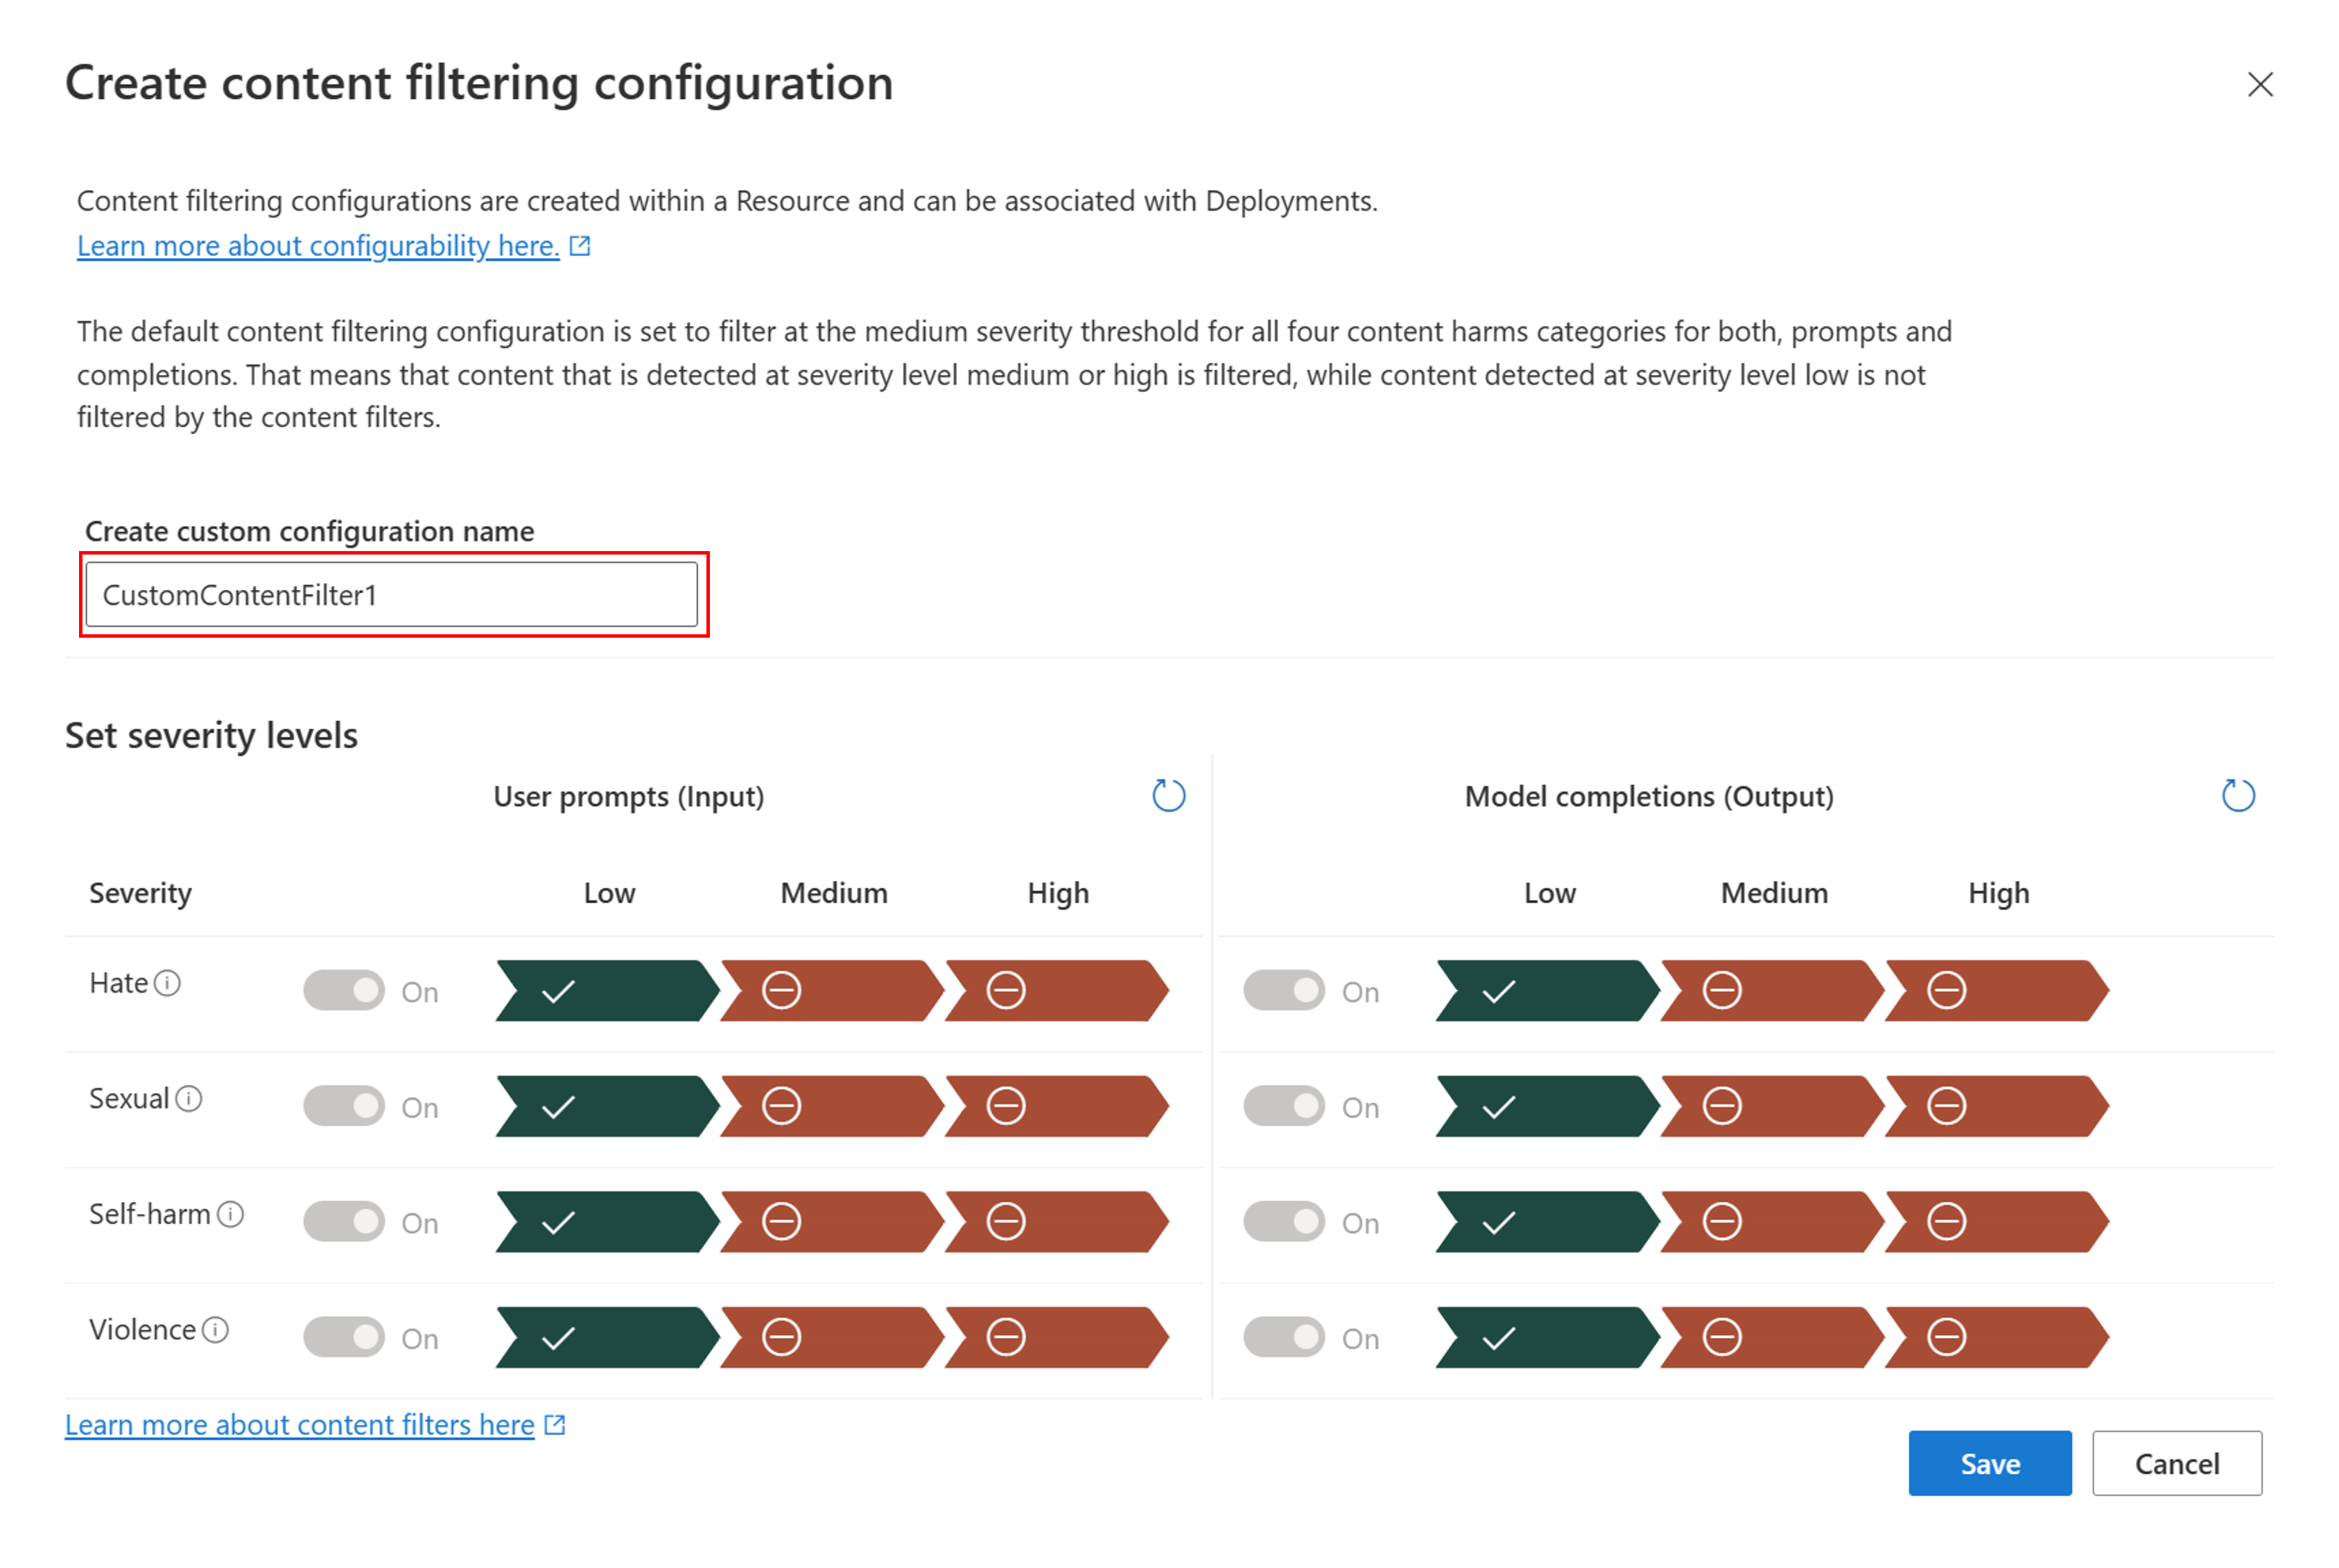 Create content filtering configuration
Content filtering configurations are created within a Resource and can be associated with Deployments.
Learn more about configurability here.
The default content filtering configuration is set to filter at the medium severity threshold for all four content harms categories for both, prompts and
completions. That means that content that is detected at severity level medium or high is filtered, while content detected at severity level low is not
filtered by the content filters.
Create custom configuration name
CustomContentFilter1
Set severity levels
User prompts (Input) Model completions (Output)
Severity Low Medium High Low Medium High
Hate On On
Sexual On On
Self-harm On On
Violence On On
Learn more about content filters here
Save Cancel